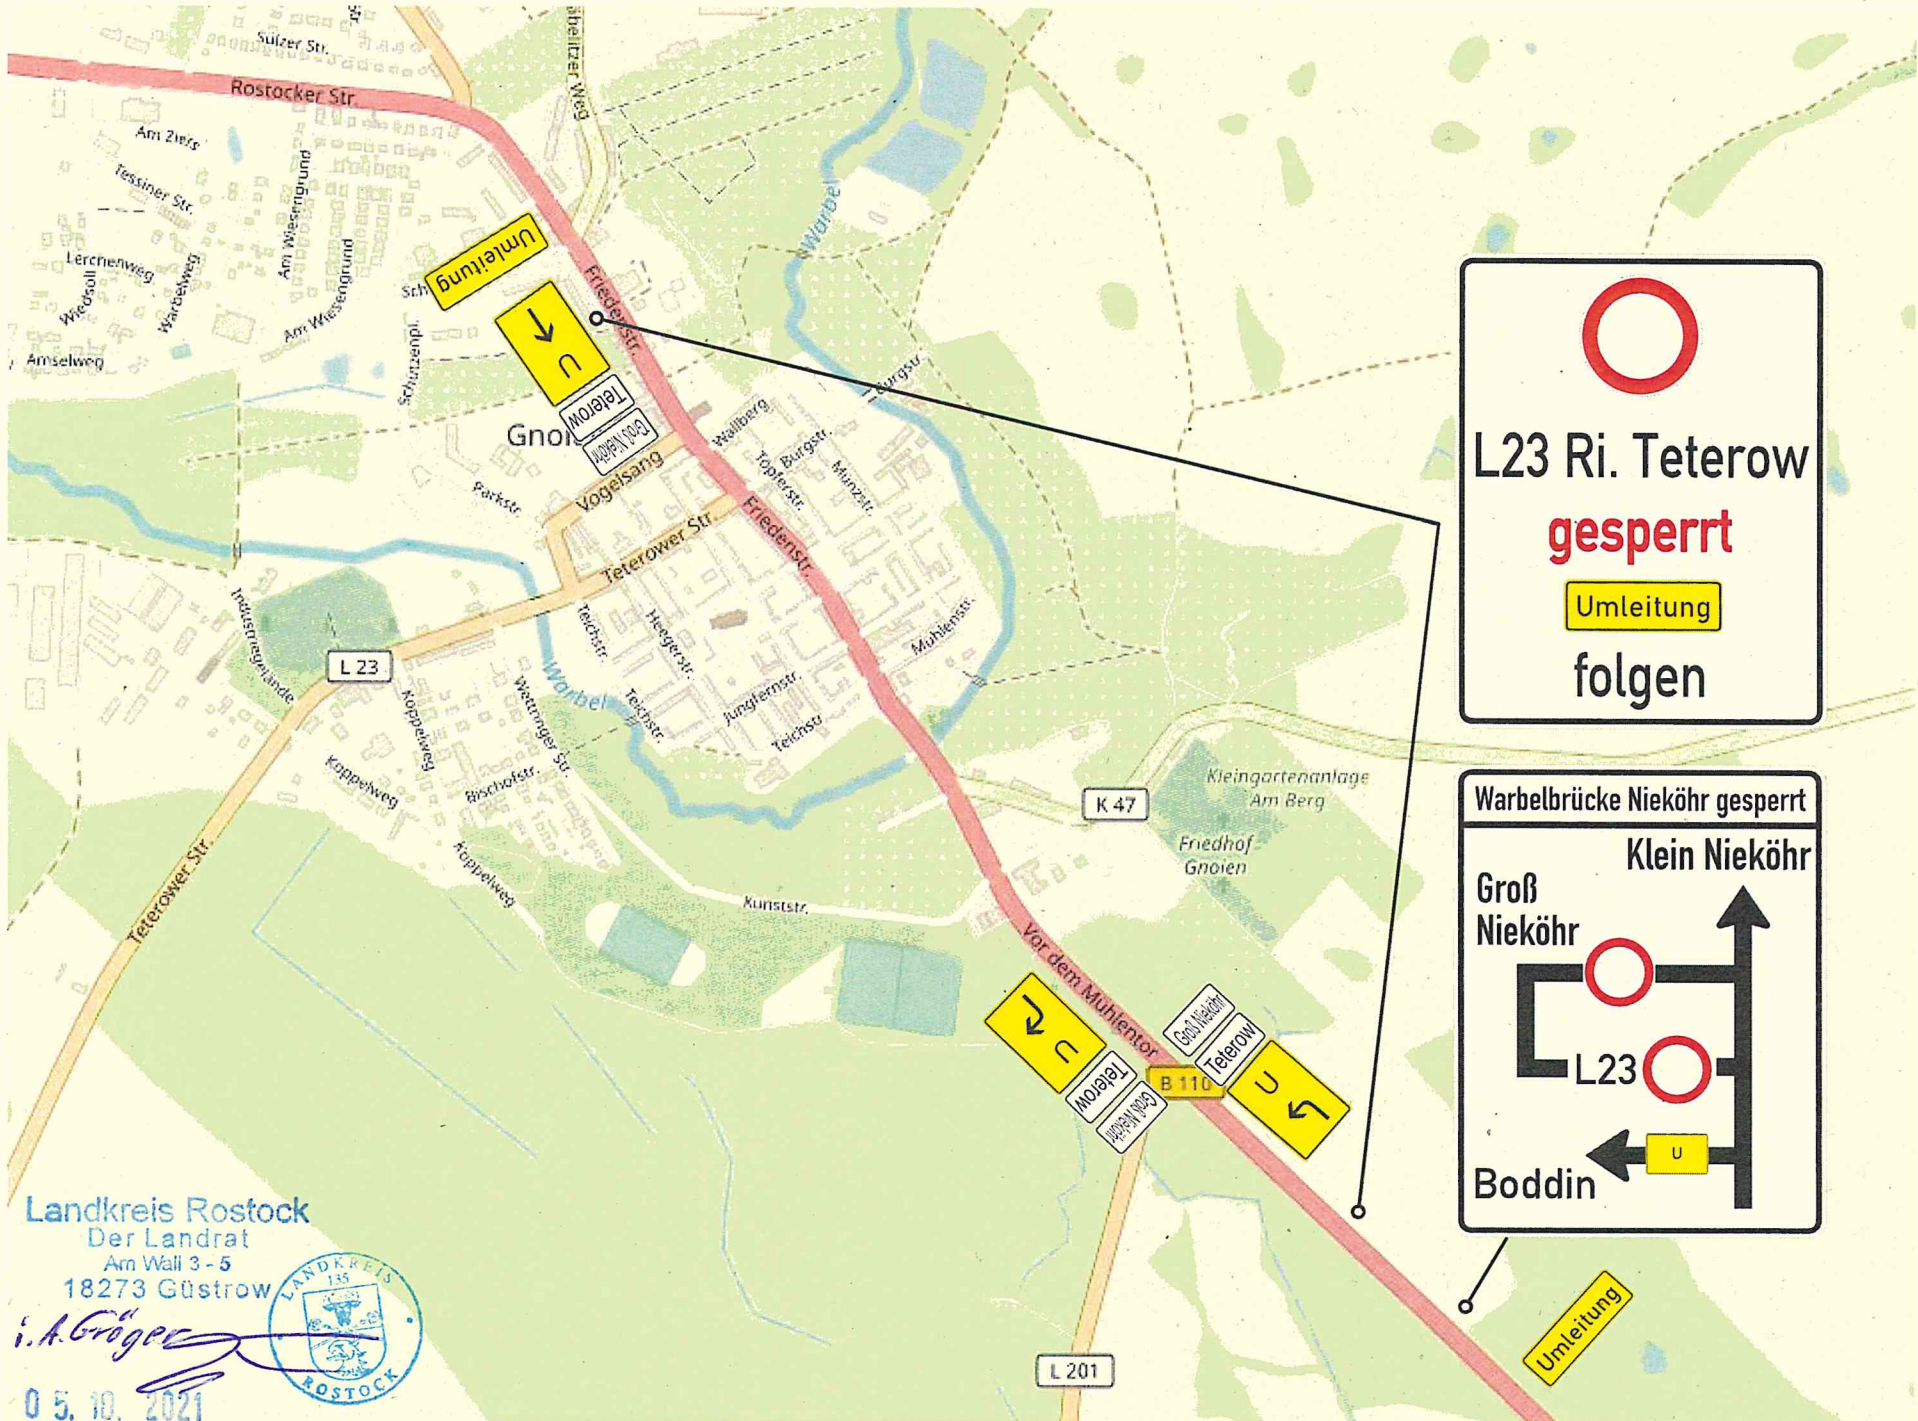 Sülzer Str.
Rostocker Str.
Am Ziers
Tessiner Str.
Am Wiesengrund
Lerchenweg
Wiedsoll
Warbelweg
Am Wiesengrund
Amselweg
Schützenpl.
Umleitung
U
Teterow
Groß Nieköhr
Friedenstr.
Warbel
Burgstr.
Wallberg
Burgstr.
Töpferstr.
Münzstr.
Vogelsang
Parkstr.
Teterower Str.
Friedenstr.
Industriegelände
L 23
Teichstr.
Heegerstr.
Mühlenstr.
Warbel
Teichstr.
Jungfernstr.
Teichstr
Koppelweg
Koppelweg
Bischofstr.
Koppelweg
Teterower Str.
Kunststr.
K 47
Kleingartenanlage
Am Berg
Friedhof
Gnoien
Vor dem Mühlentor
U
Teterow
Groß Nieköhr
Groß Nieköhr
Teterow
U
B 110
L 201
Umleitung
L23 Ri. Teterow
gesperrt
Umleitung
folgen
Warbelbrücke Nieköhr gesperrt
Klein Nieköhr
Groß
Nieköhr
L23
U
Boddin
Landkreis Rostock
Der Landrat
Am Wall 3 - 5
18273 Güstrow
i. A. Gröger
LANDKREIS
135
ROSTOCK
0 5. 10. 2021